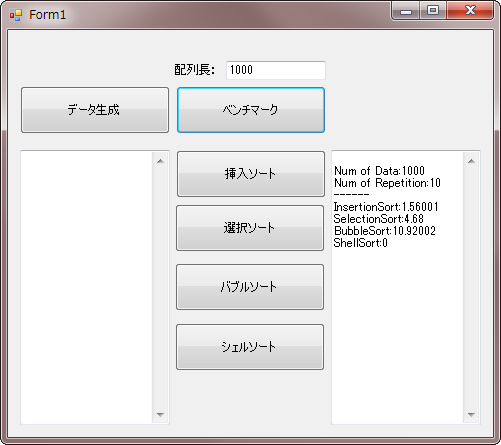 Form1
配列長: 1000
データ生成 ベンチマーク
挿入ソート
選択ソート
バブルソート
シェルソート
Num of Data:1000
Num of Repetition:10
------
InsertionSort:1.56001
SelectionSort:4.68
BubbleSort:10.92002
ShellSort:0